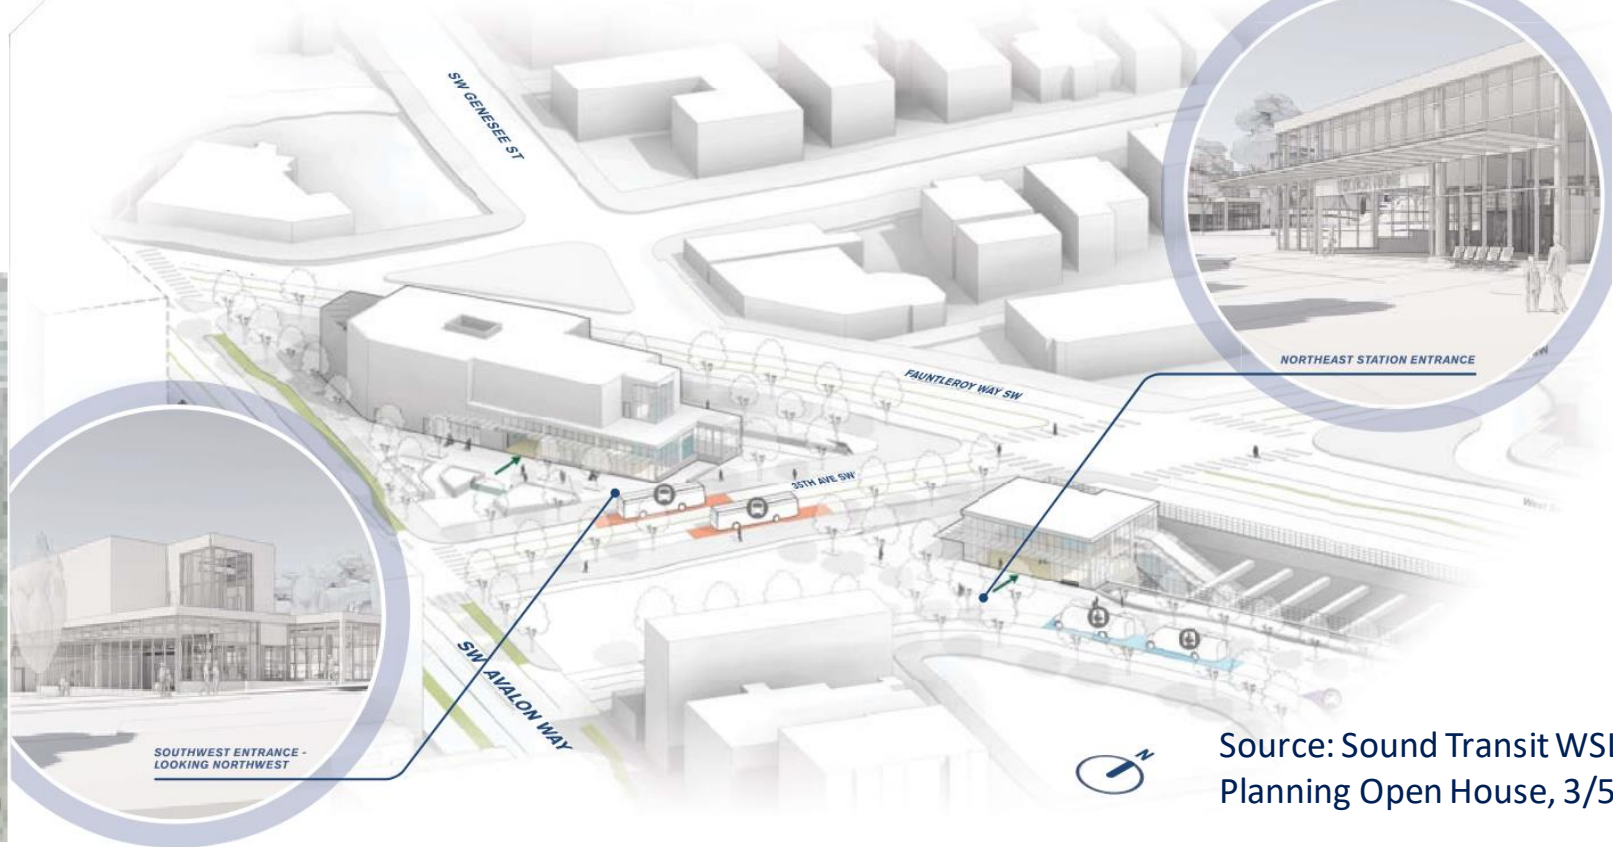 SW GENESEE ST
NORTHEAST STATION ENTRANCE
FAUNTLEROY WAY SW
35TH AVE SW
SW AVALON WAY
SOUTHWEST ENTRANCE -
LOOKING NORTHWEST
N
Source: Sound Transit
Planning Open House, 3/5